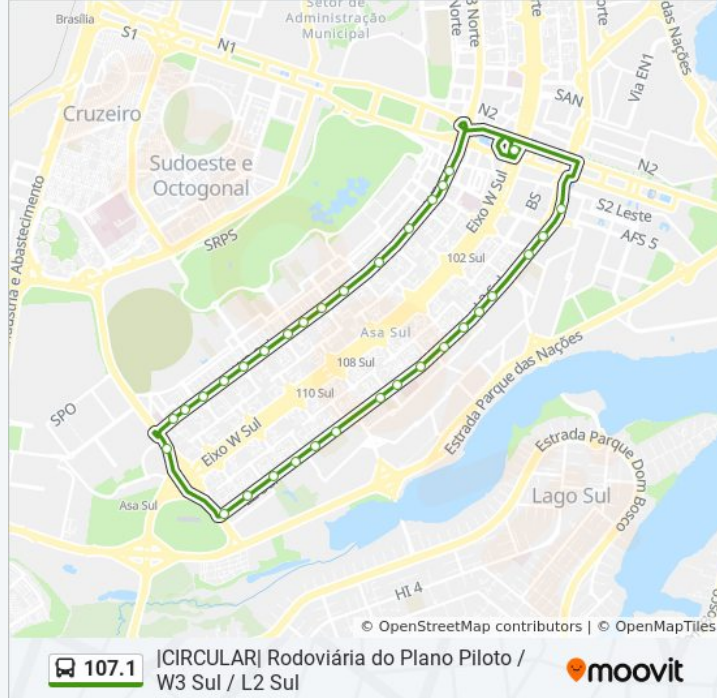 Setor de
Administração
Municipal
Brasília
S1
N1
Norte
das Nações
Via EN1
Cruzeiro
N2
SAN
Sudoeste e
Octogonal
Eixo W Sul
BS
N2
S2 Leste
AFS 5
SRPS
102 Sul
e Abastecimento
Asa Sul
108 Sul
110 Sul
Estrada Parque das Nações
SPO
Eixo W Sul
Estrada Parque Dom
Bosco
Asa Sul
Lago Sul
HI 4
© OpenStreetMap contributors | © OpenMapTiles
107.1
|CIRCULAR| Rodoviária do Plano Piloto /
W3 Sul / L2 Sul
moovit